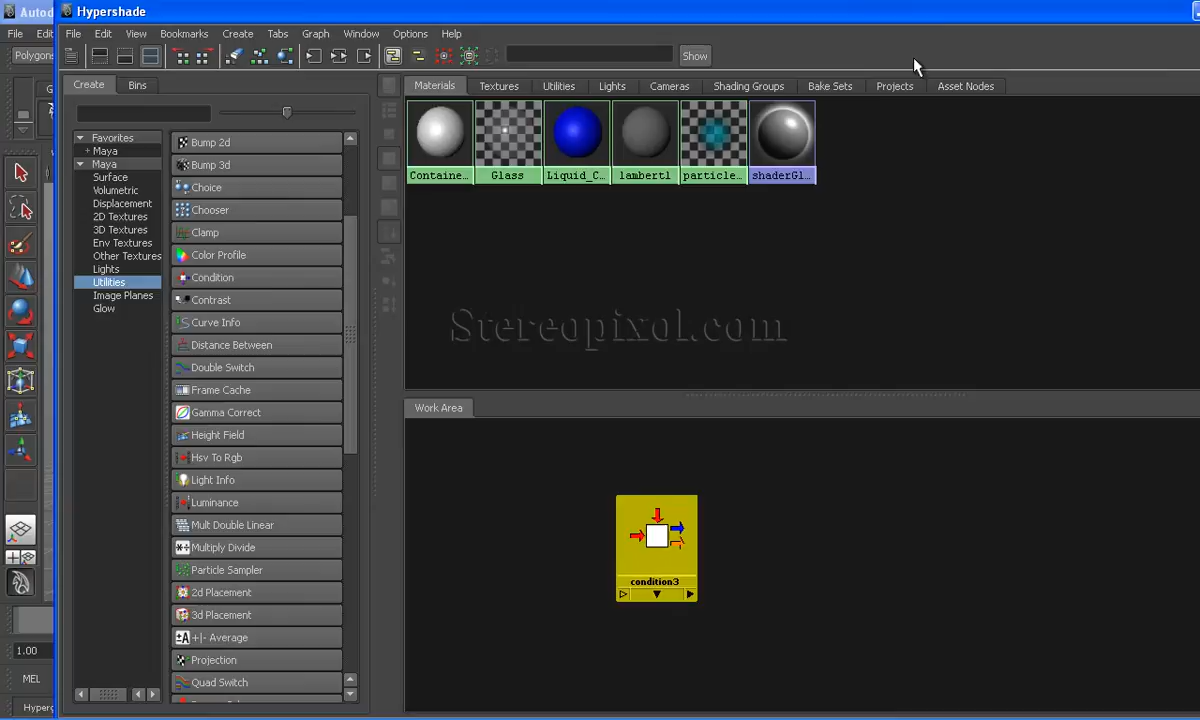 Autod
Hypershade
File
Edi
File Edit View Bookmarks Create Tabs Graph Window Options Help
Polygons
Show
Create Bins
Materials Textures Utilities Lights Cameras Shading Groups Bake Sets Projects Asset Nodes
G
Favorites
+ Maya
Maya
Surface
Volumetric
Displacement
2D Textures
3D Textures
Env Textures
Other Textures
Lights
Utilities
Image Planes
Glow
Bump 2d
Bump 3d
Choice
Chooser
Clamp
Color Profile
Condition
Contrast
Curve Info
Distance Between
Double Switch
Frame Cache
Gamma Correct
Height Field
Hsv To Rgb
Light Info
Luminance
Mult Double Linear
Multiply Divide
Particle Sampler
2d Placement
3d Placement
+|- Average
Projection
Quad Switch
Containe... Glass Liquid_C... lambert1 particle... shaderGl...
Stereopixol.com
Work Area
condition3
1.00
MEL
Hyperg